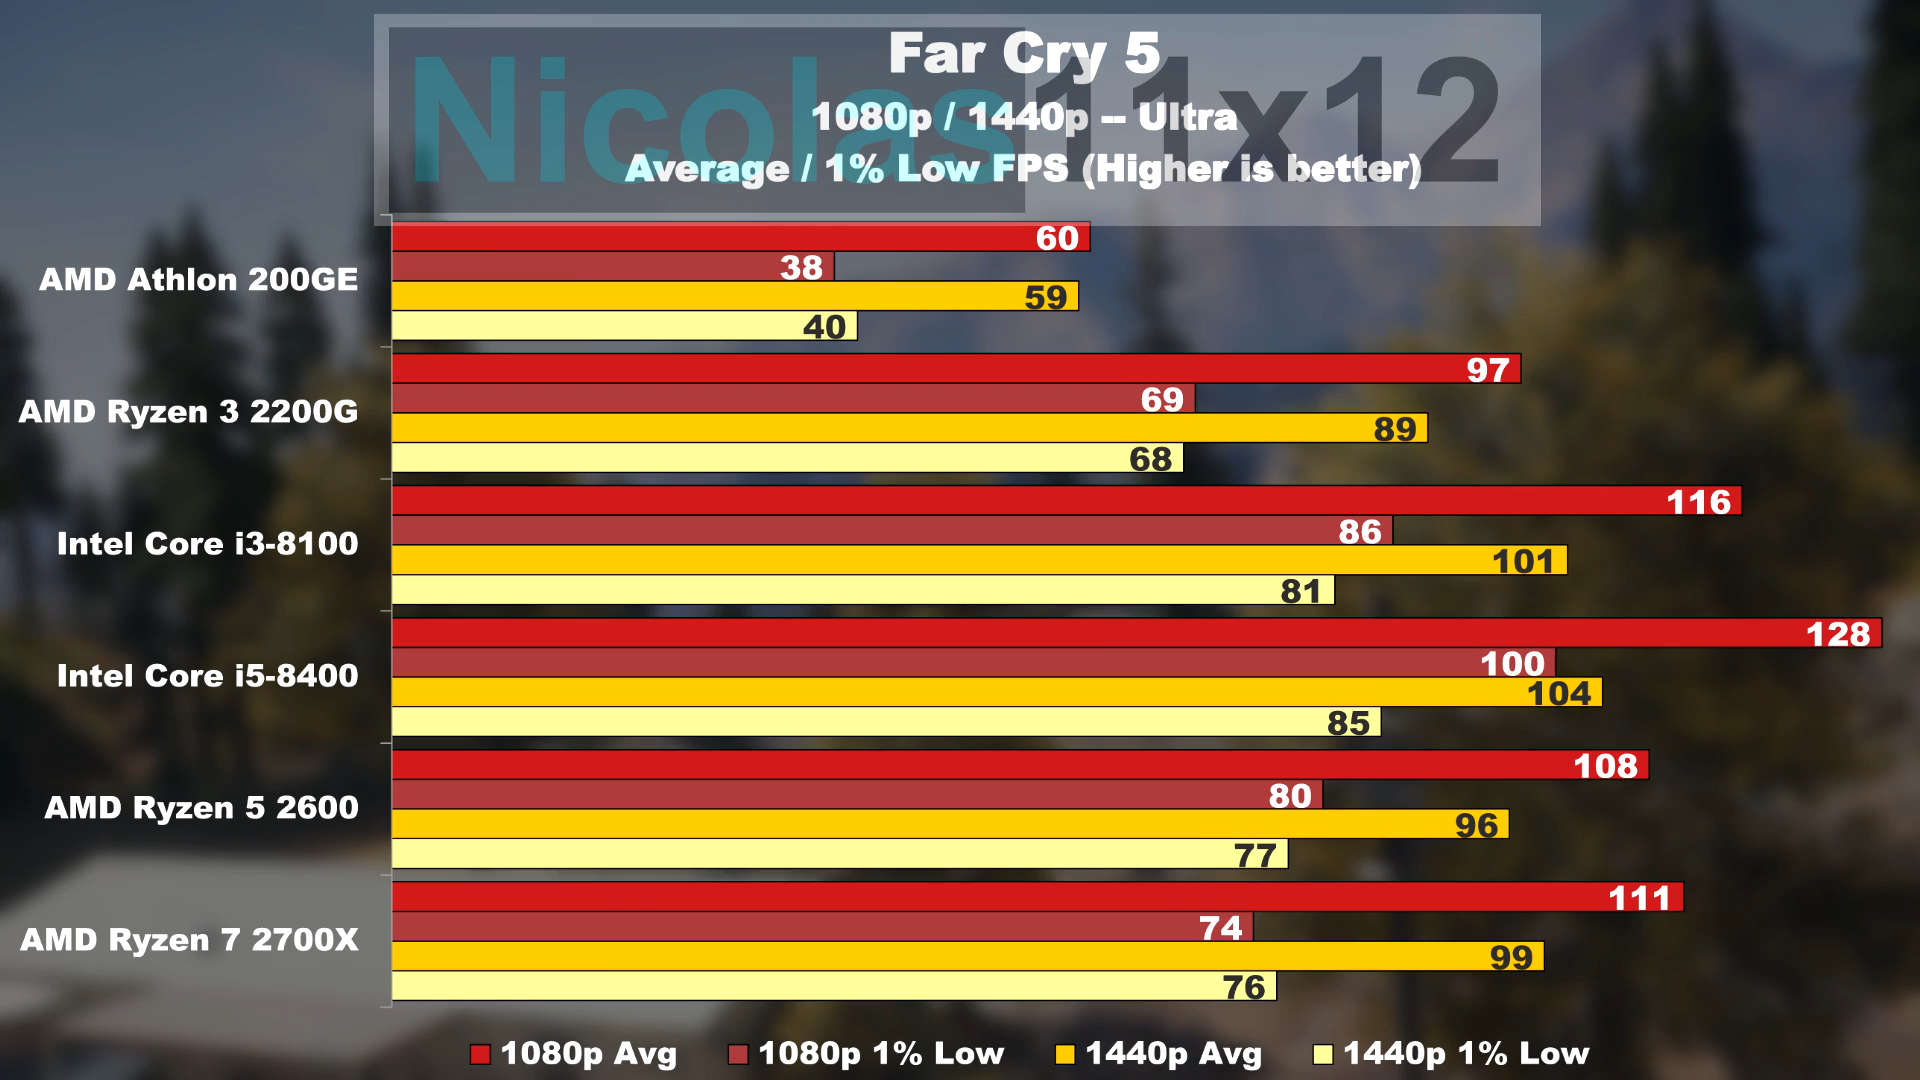 Nicolas11x12
Far Cry 5
1080p / 1440p -- Ultra
Average / 1% Low FPS (Higher is better)
AMD Athlon 200GE
60
38
59
40
AMD Ryzen 3 2200G
97
69
89
68
Intel Core i3-8100
116
86
101
81
Intel Core i5-8400
128
100
104
85
AMD Ryzen 5 2600
108
80
96
77
AMD Ryzen 7 2700X
111
74
99
76
1080p Avg 1080p 1% Low 1440p Avg 1440p 1% Low